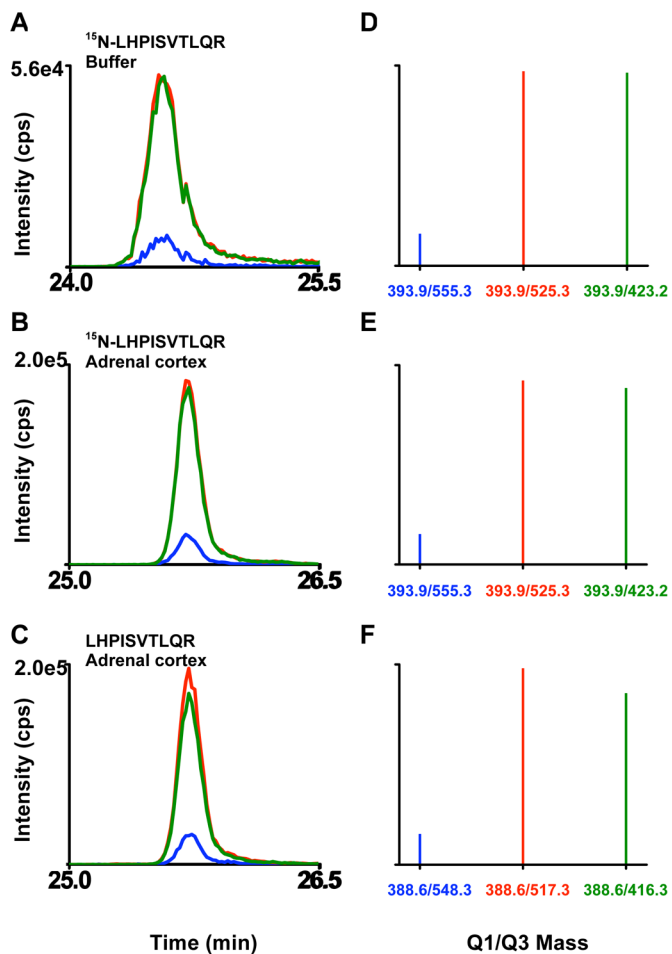 A
¹⁵N-LHPISVTLQR
Buffer
5.6e4
Intensity (cps)
24.0
25.5
D
393.9/555.3
393.9/525.3
393.9/423.2
B
¹⁵N-LHPISVTLQR
Adrenal cortex
2.0e5
Intensity (cps)
25.0
26.5
E
393.9/555.3
393.9/525.3
393.9/423.2
C
LHPISVTLQR
Adrenal cortex
2.0e5
Intensity (cps)
25.0
26.5
Time (min)
F
388.6/548.3
388.6/517.3
388.6/416.3
Q1/Q3 Mass